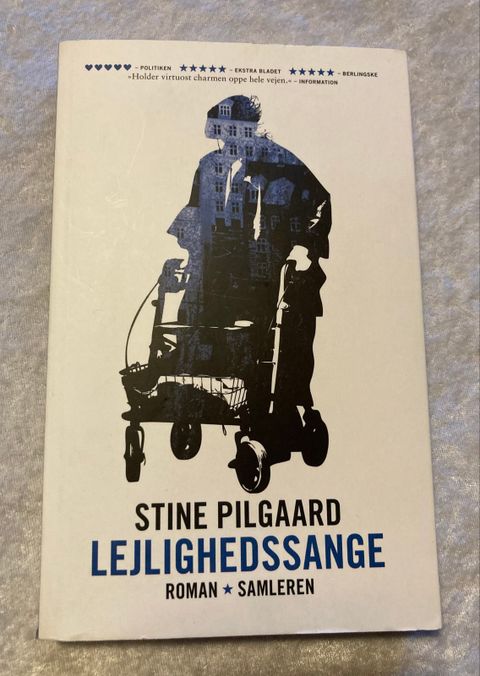 ♥♥♥♥♥ – POLITIKEN ★★★★★ – EKSTRA BLADET ★★★★★ – BERLINGSKE
»Holder virtuost charmen oppe hele vejen.« – INFORMATION
STINE PILGAARD
LEJLIGHEDSSANGE
ROMAN ★ SAMLEREN